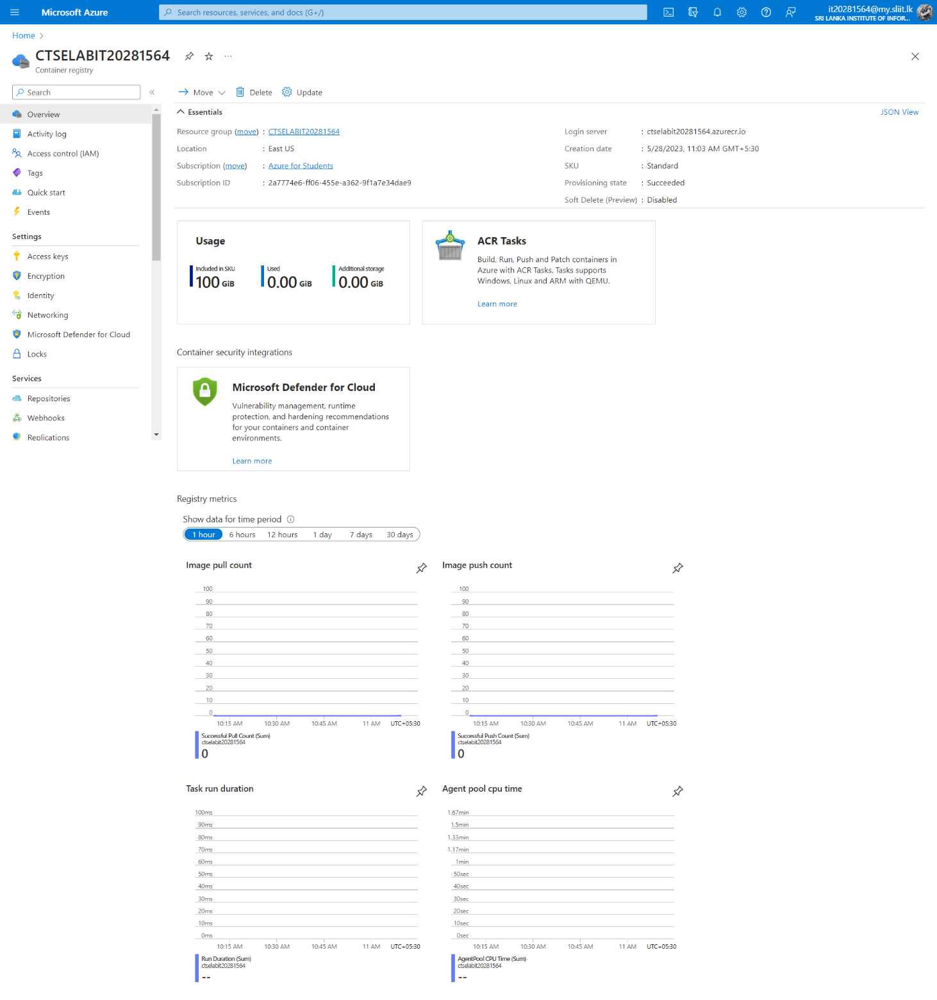 Microsoft Azure
Search resources, services, and docs (G+/)
it20281564@my.sliit.lk
SRI LANKA INSTITUTE OF INFOR...
Home
CTSELABIT20281564
...
Container registry
Search
Overview
Activity log
Access control (IAM)
Tags
Quick start
Events
Settings
Access keys
Encryption
Identity
Networking
Microsoft Defender for Cloud
Locks
Services
Repositories
Webhooks
Replications
Move
Delete
Update
Essentials
JSON View
Resource group (move) : CTSELABIT20281564
Location : East US
Subscription (move) : Azure for Students
Subscription ID : 2a7774e6-ff06-455e-a362-9f1a7e34dae9
Login server : ctselabit20281564.azurecr.io
Creation date : 5/28/2023, 11:03 AM GMT+5:30
SKU : Standard
Provisioning state : Succeeded
Soft Delete (Preview) : Disabled
Usage
Included in SKU
100 GiB
Used
0.00 GiB
Additional storage
0.00 GiB
ACR Tasks
Build, Run, Push and Patch containers in
Azure with ACR Tasks. Tasks supports
Windows, Linux and ARM with QEMU.
Learn more
Container security integrations
Microsoft Defender for Cloud
Vulnerability management, runtime
protection, and hardening recommendations
for your containers and container
environments.
Learn more
Registry metrics
Show data for time period
1 hour 6 hours 12 hours 1 day 7 days 30 days
Image pull count
100
90
80
70
60
50
40
30
20
10
0
10:15 AM 10:30 AM 10:45 AM 11 AM UTC+05:30
Successful Pull Count (Sum)
ctselabit20281564
0
Image push count
100
90
80
70
60
50
40
30
20
10
0
10:15 AM 10:30 AM 10:45 AM 11 AM UTC+05:30
Successful Push Count (Sum)
ctselabit20281564
0
Task run duration
100ms
90ms
80ms
70ms
60ms
50ms
40ms
30ms
20ms
10ms
0ms
10:15 AM 10:30 AM 10:45 AM 11 AM UTC+05:30
Run Duration (Sum)
ctselabit20281564
--
Agent pool cpu time
1.67min
1.5min
1.33min
1.17min
1min
50sec
40sec
30sec
20sec
10sec
0sec
10:15 AM 10:30 AM 10:45 AM 11 AM UTC+05:30
AgentPool CPU Time (Sum)
ctselabit20281564
--